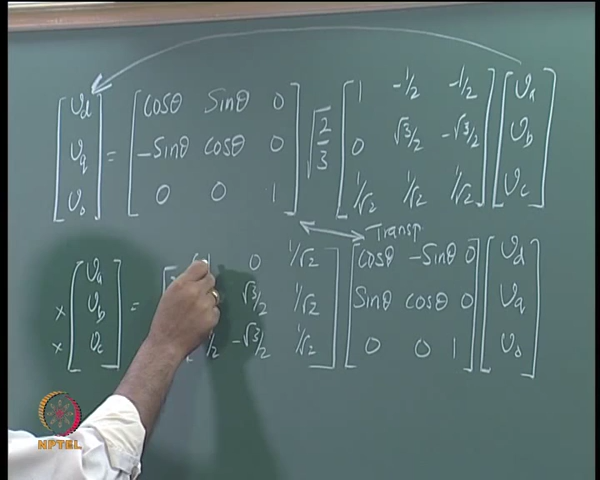 [v_d v_q v_o] = [cosθ sinθ 0; -sinθ cosθ 0; 0 0 1] √(2/3) [1 -1/2 -1/2; 0 √3/2 -√3/2; 1/√2 1/√2 1/√2] [v_a v_b v_c]
Transp
x x [v_a v_b v_c] = [1 0 1/√2; √3/2 1/√2; 1/2 -√3/2 1/√2] [cosθ -sinθ 0; sinθ cosθ 0; 0 0 1] [v_d v_q v_o]
NPTEL